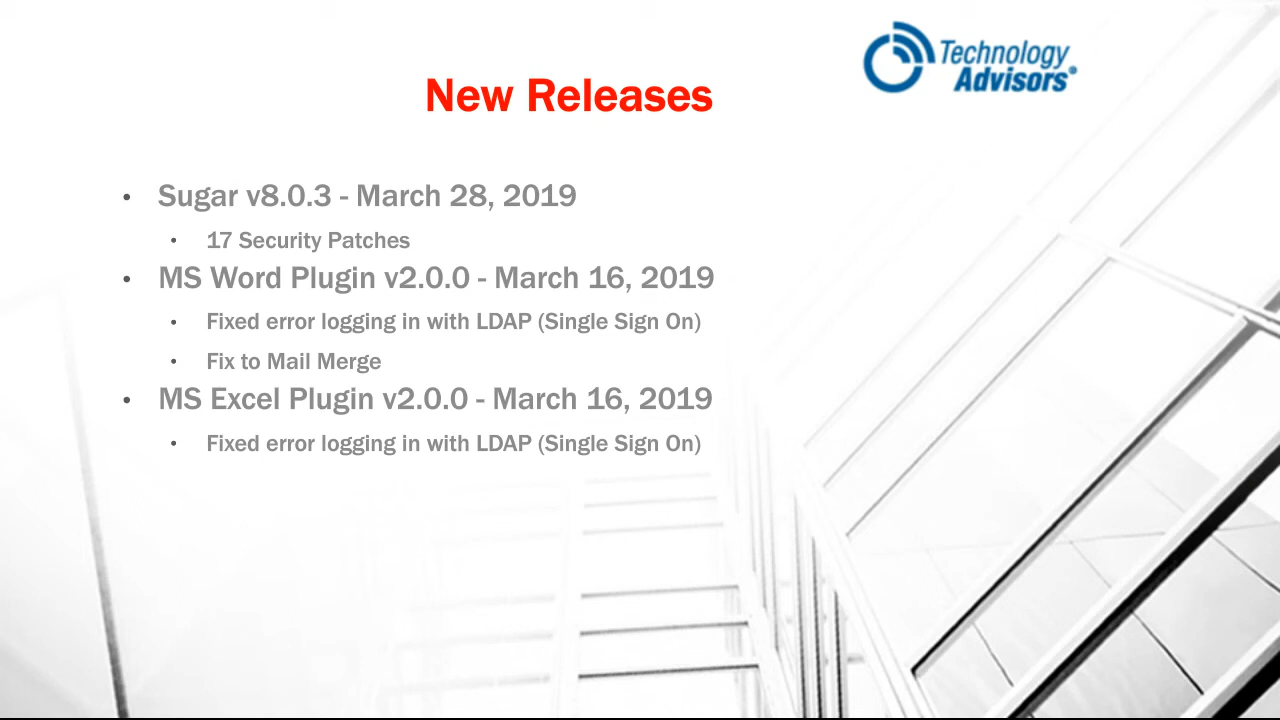 Technology
Advisors®
New Releases
• Sugar v8.0.3 - March 28, 2019
• 17 Security Patches
• MS Word Plugin v2.0.0 - March 16, 2019
• Fixed error logging in with LDAP (Single Sign On)
• Fix to Mail Merge
• MS Excel Plugin v2.0.0 - March 16, 2019
• Fixed error logging in with LDAP (Single Sign On)